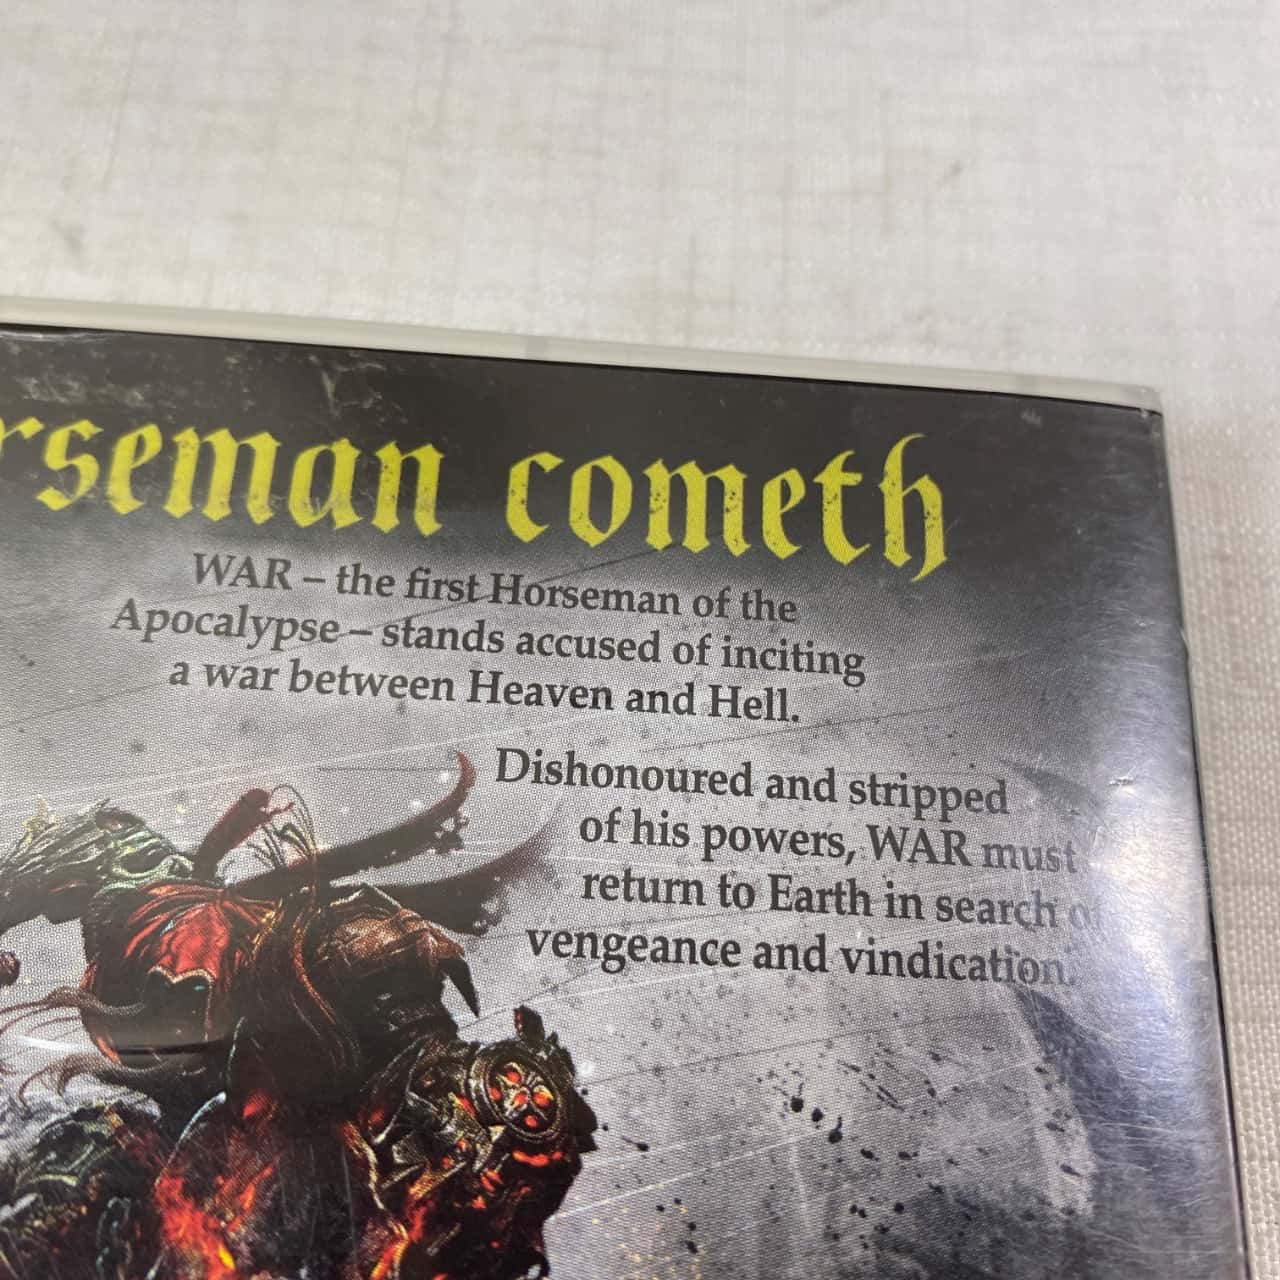 rseman cometh
WAR – the first Horseman of the
Apocalypse – stands accused of inciting
a war between Heaven and Hell.
Dishonoured and stripped
of his powers, WAR must
return to Earth in search of
vengeance and vindication.